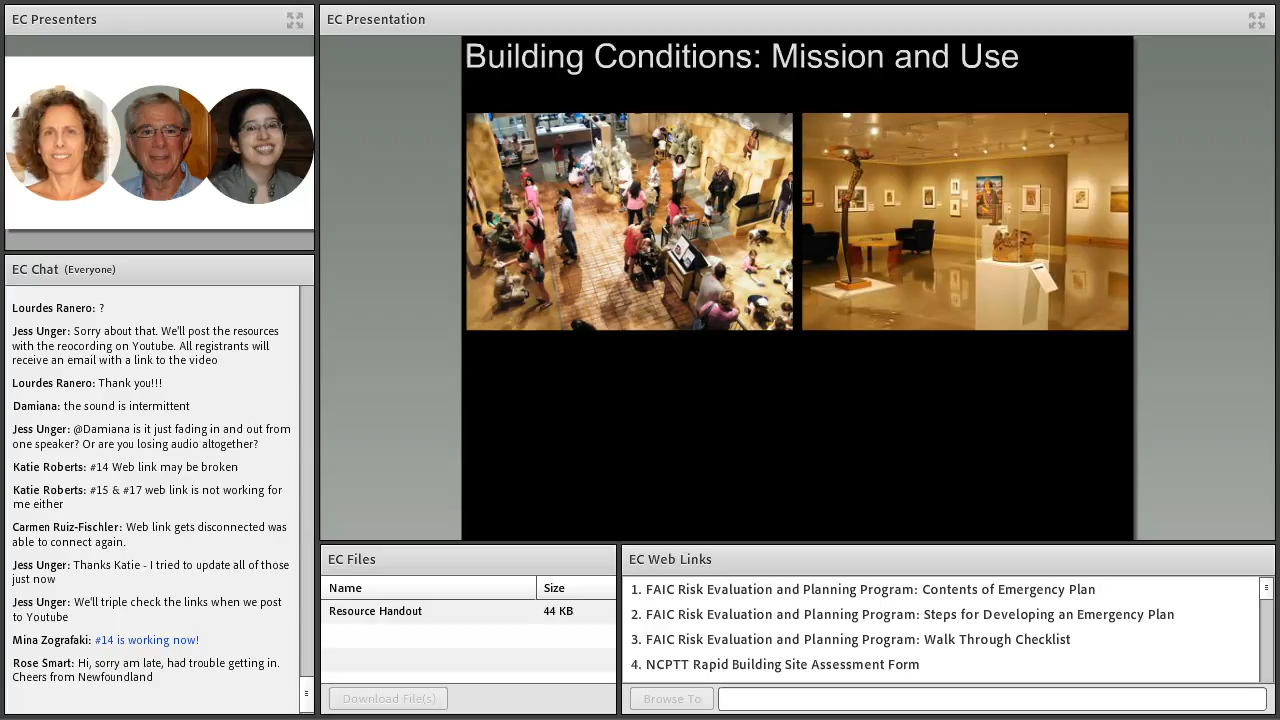 EC Presenters
EC Presentation
Building Conditions: Mission and Use
EC Chat (Everyone)
Lourdes Ranero: ?
Jess Unger: Sorry about that. We'll post the resources
with the reocording on Youtube. All registrants will
receive an email with a link to the video
Lourdes Ranero: Thank you!!!
Damiana: the sound is intermittent
Jess Unger: @Damiana is it just fading in and out from
one speaker? Or are you losing audio altogether?
Katie Roberts: #14 Web link may be broken
Katie Roberts: #15 & #17 web link is not working for
me either
Carmen Ruiz-Fischler: Web link gets disconnected was
able to connect again.
Jess Unger: Thanks Katie - I tried to update all of those
just now
Jess Unger: We'll triple check the links when we post
to Youtube
Mina Zografaki: #14 is working now!
Rose Smart: Hi, sorry am late, had trouble getting in.
Cheers from Newfoundland
EC Files
Name Size
Resource Handout 44 KB
Download File(s)
EC Web Links
1. FAIC Risk Evaluation and Planning Program: Contents of Emergency Plan
2. FAIC Risk Evaluation and Planning Program: Steps for Developing an Emergency Plan
3. FAIC Risk Evaluation and Planning Program: Walk Through Checklist
4. NCPTT Rapid Building Site Assessment Form
Browse To